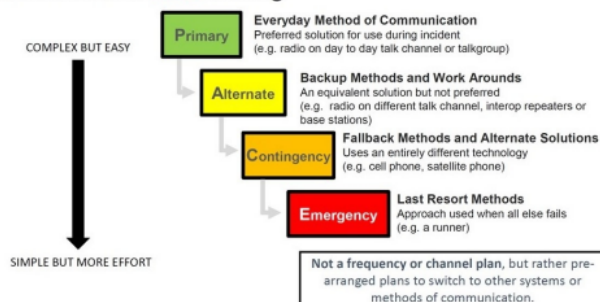 COMPLEX BUT EASY
Primary
Everyday Method of Communication
Preferred solution for use during incident
(e.g. radio on day to day talk channel or talkgroup)
Alternate
Backup Methods and Work Arounds
An equivalent solution but not preferred
(e.g. radio on different talk channel, interop repeaters or
base stations)
Contingency
Fallback Methods and Alternate Solutions
Uses an entirely different technology
(e.g. cell phone, satellite phone)
Emergency
Last Resort Methods
Approach used when all else fails
(e.g. a runner)
SIMPLE BUT MORE EFFORT
Not a frequency or channel plan, but rather pre-
arranged plans to switch to other systems or
methods of communication.